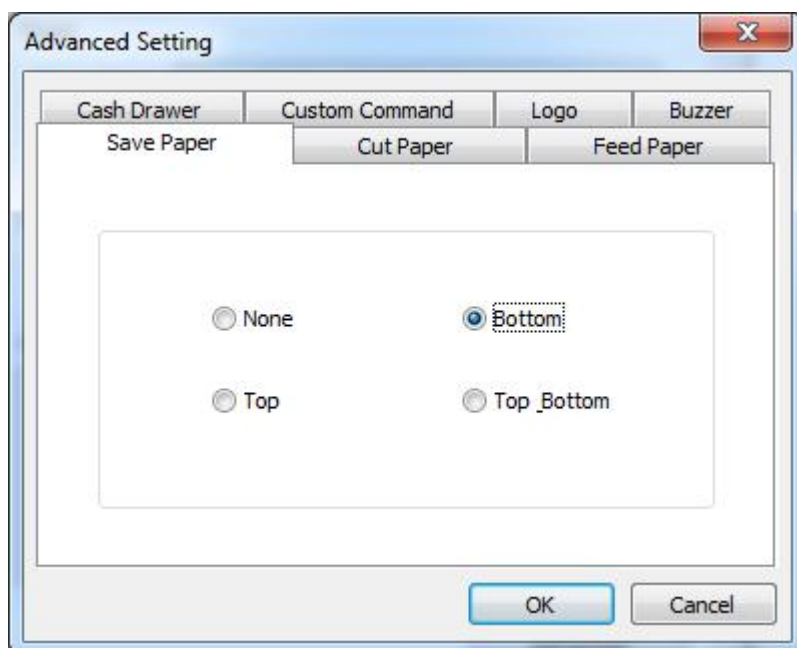 Advanced Setting
Cash Drawer Custom Command Logo Buzzer
Save Paper Cut Paper Feed Paper
None Bottom
Top Top_Bottom
OK Cancel